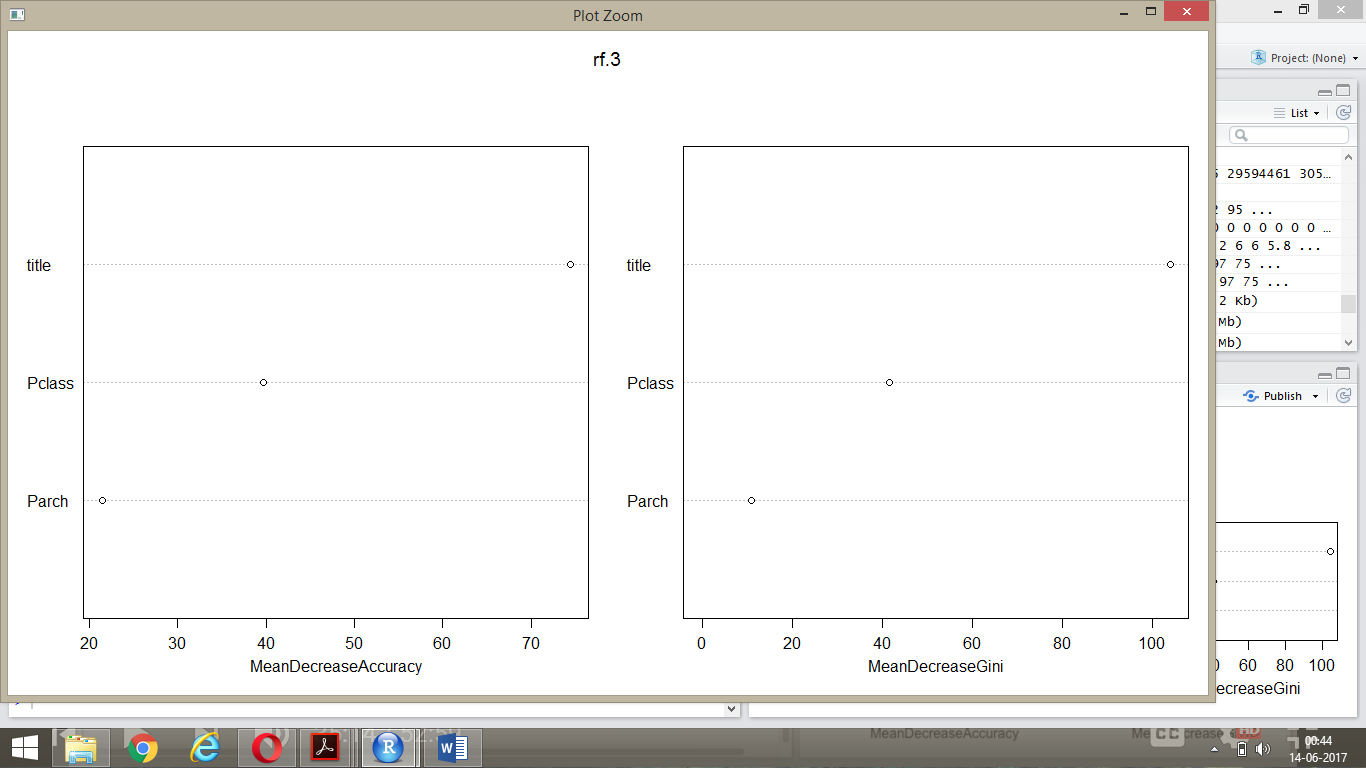 Plot Zoom
rf.3
title
Pclass
Parch
20 30 40 50 60 70
MeanDecreaseAccuracy
title
Pclass
Parch
0 20 40 60 80 100
MeanDecreaseGini
Project: (None)
List
29594461 305…
95 ...
0 0 0 0 0 0 …
2 6 6 5.8 ...
97 75 ...
97 75 ...
2 Kb)
Mb)
Mb)
Publish
60 80 100
ecreaseGini
MeanDecreaseAccuracy
CC
HD
00:44
14-06-2017